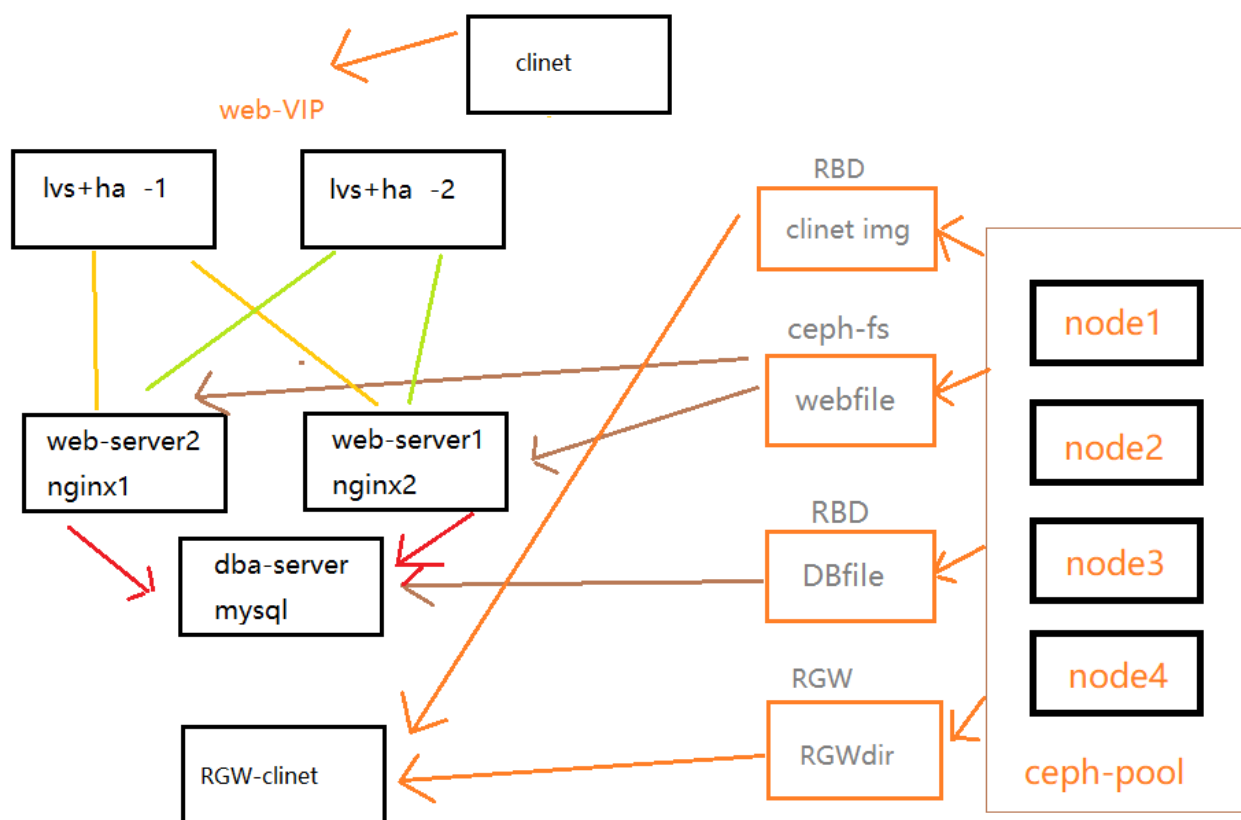 clinet
web-VIP
lvs+ha -1
lvs+ha -2
RBD
clinet img
node1
ceph-fs
webfile
node2
web-server2
nginx1
web-server1
nginx2
RBD
DBfile
node3
dba-server
mysql
RGW
RGWdir
node4
RGW-clinet
ceph-pool